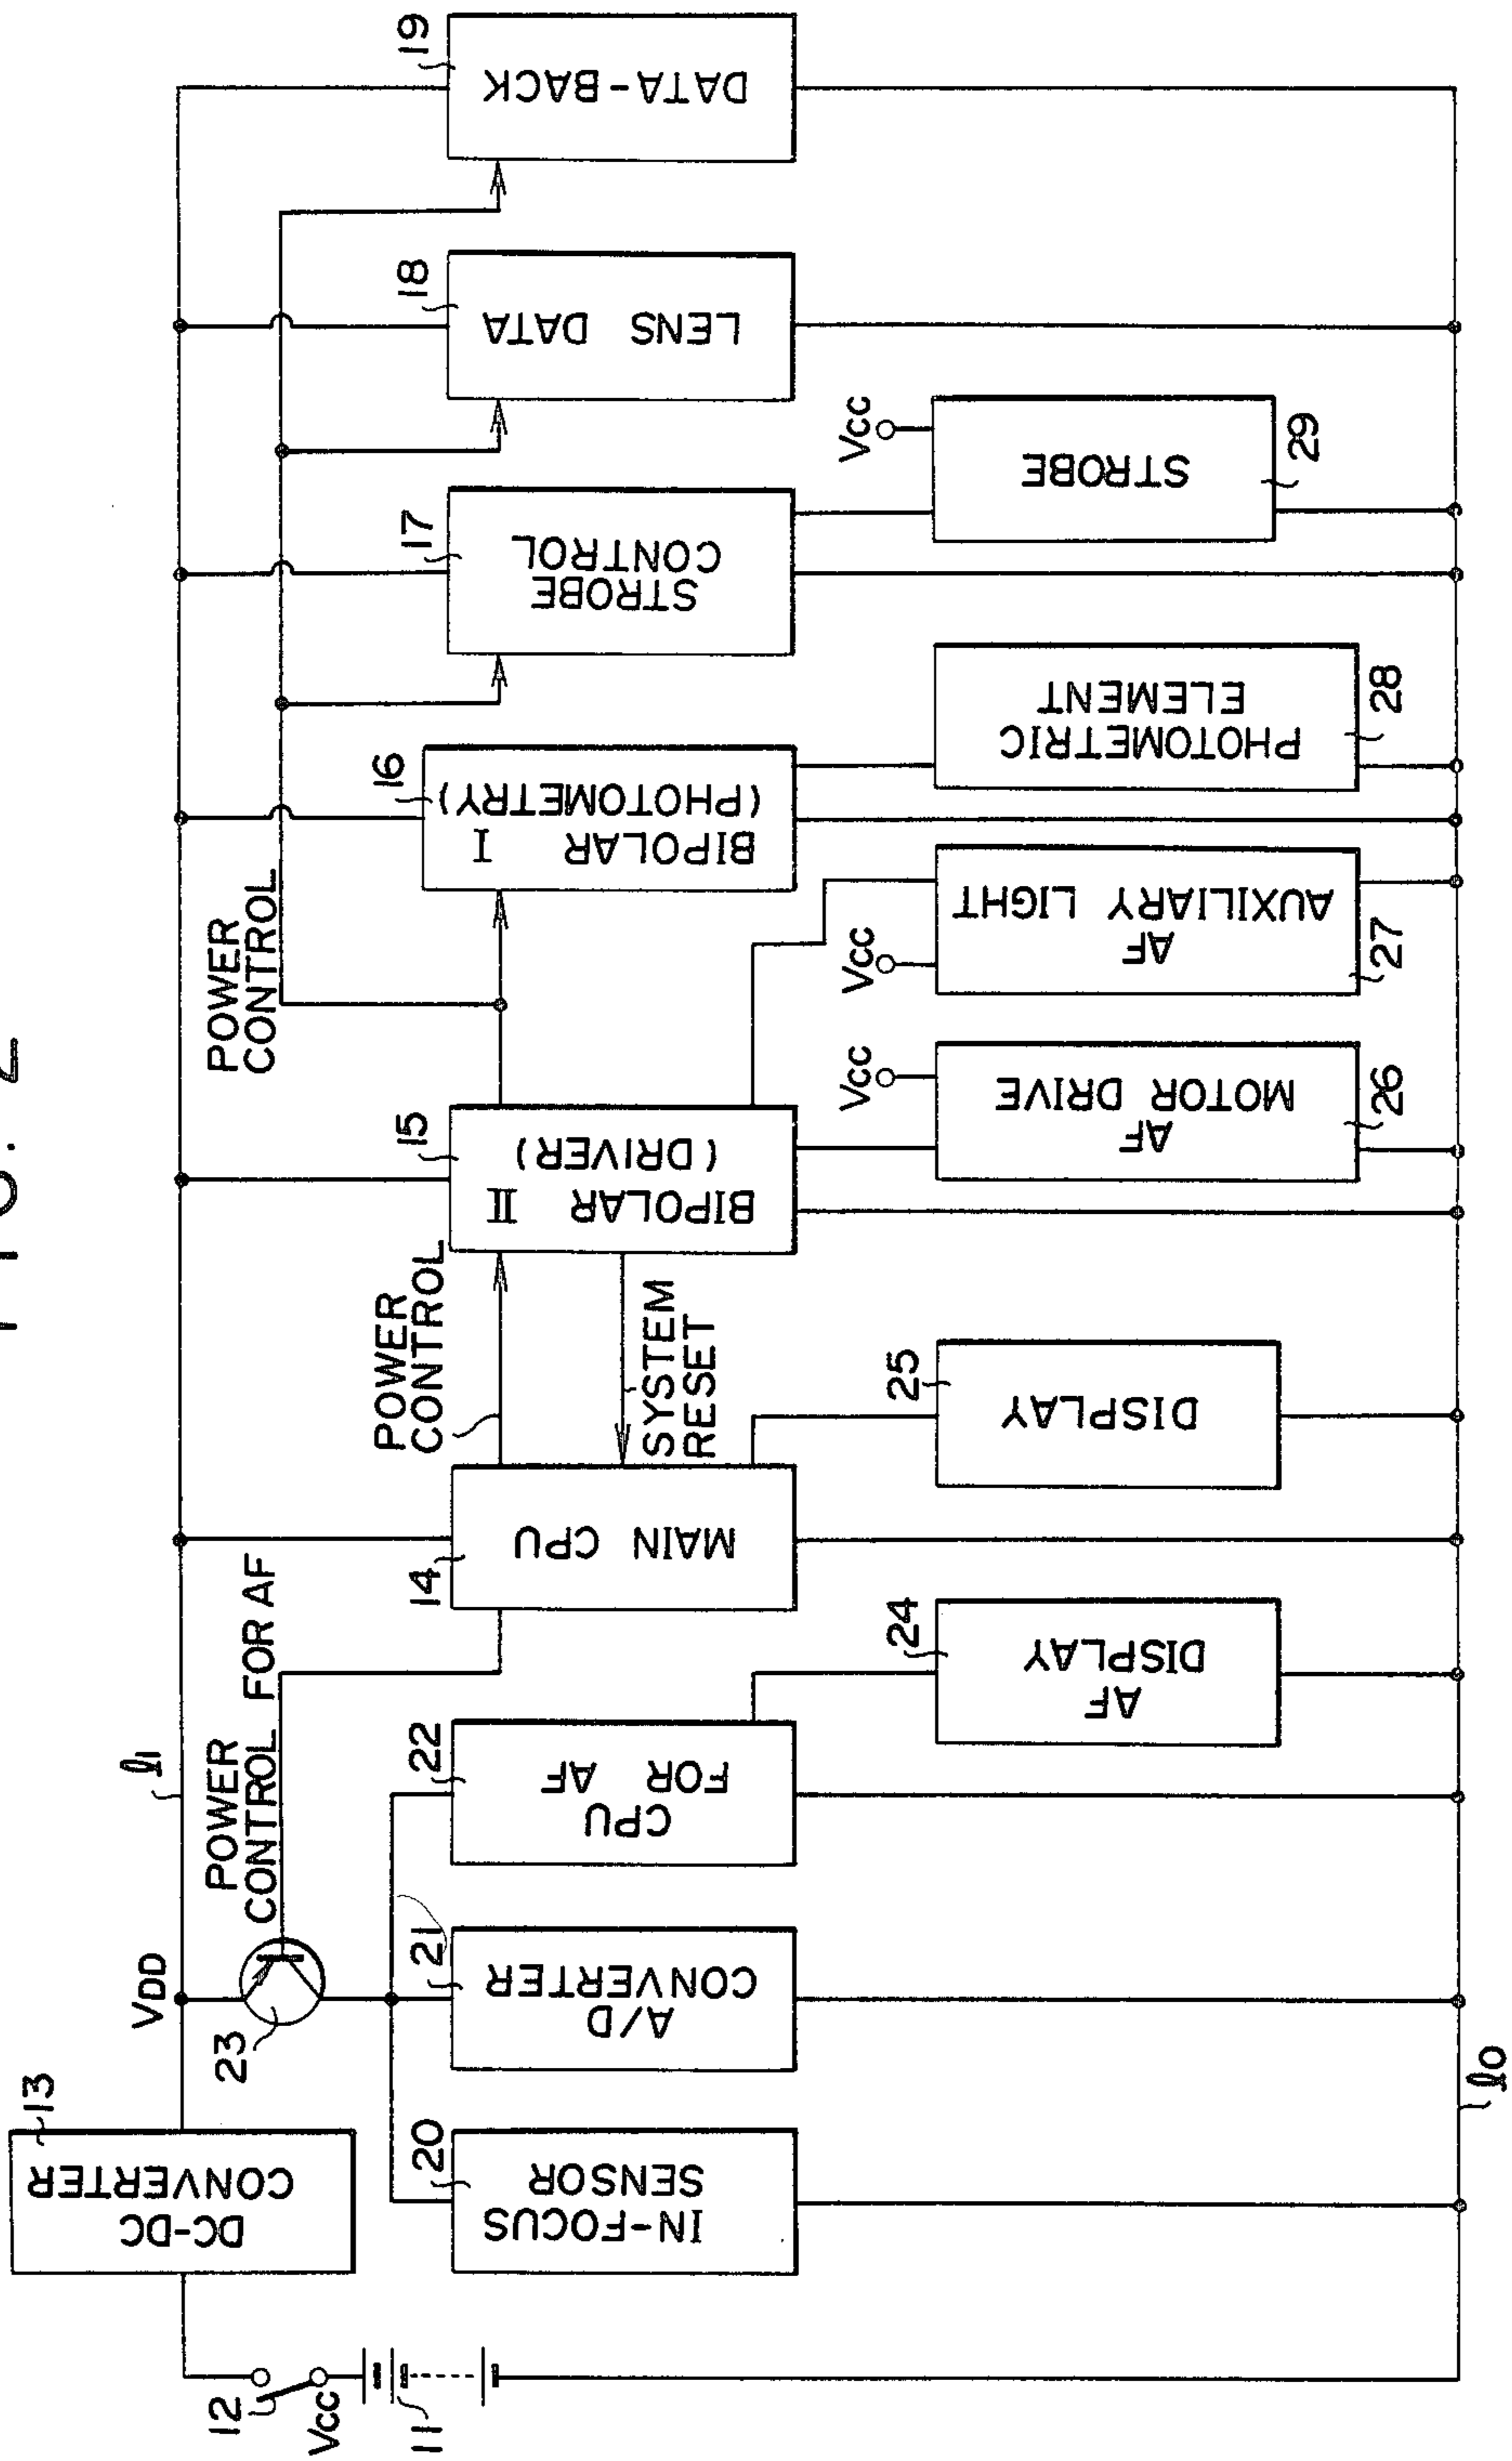 FIG. 2
13
DC-DC
CONVERTER
12
Vcc
11
VDD
l1
23
POWER
CONTROL FOR AF
20
IN-FOCUS
SENSOR
21
A/D
CONVERTER
22
CPU
FOR AF
24
AF
DISPLAY
14
MAIN CPU
25
DISPLAY
POWER
CONTROL
SYSTEM
RESET
15
BIPOLAR II
(DRIVER)
Vcc
26
AF
MOTOR DRIVE
Vcc
27
AF
AUXILIARY LIGHT
POWER
CONTROL
16
BIPOLAR I
(PHOTOMETRY)
28
PHOTOMETRIC
ELEMENT
17
STROBE
CONTROL
Vcc
29
STROBE
18
LENS DATA
19
DATA-BACK
l0